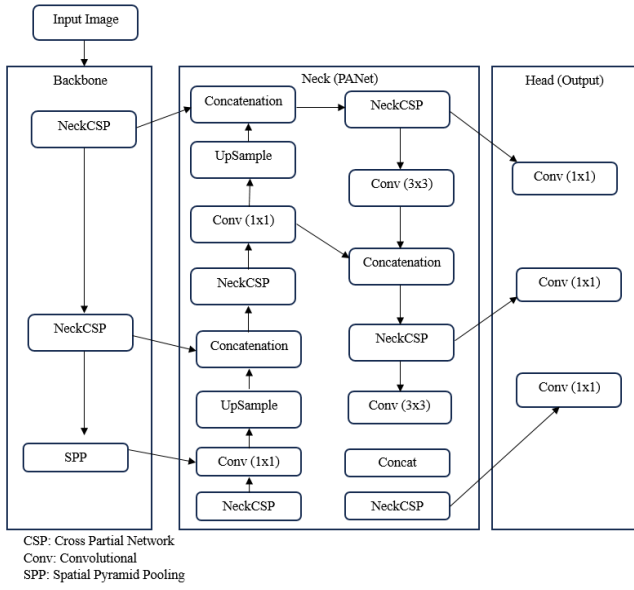 Input Image
Backbone
NeckCSP
NeckCSP
SPP
Neck (PANet)
Concatenation
UpSample
Conv (1x1)
NeckCSP
Concatenation
UpSample
Conv (1x1)
NeckCSP
NeckCSP
Conv (3x3)
Concatenation
NeckCSP
Conv (3x3)
Concat
NeckCSP
Head (Output)
Conv (1x1)
Conv (1x1)
Conv (1x1)
CSP: Cross Partial Network
Conv: Convolutional
SPP: Spatial Pyramid Pooling